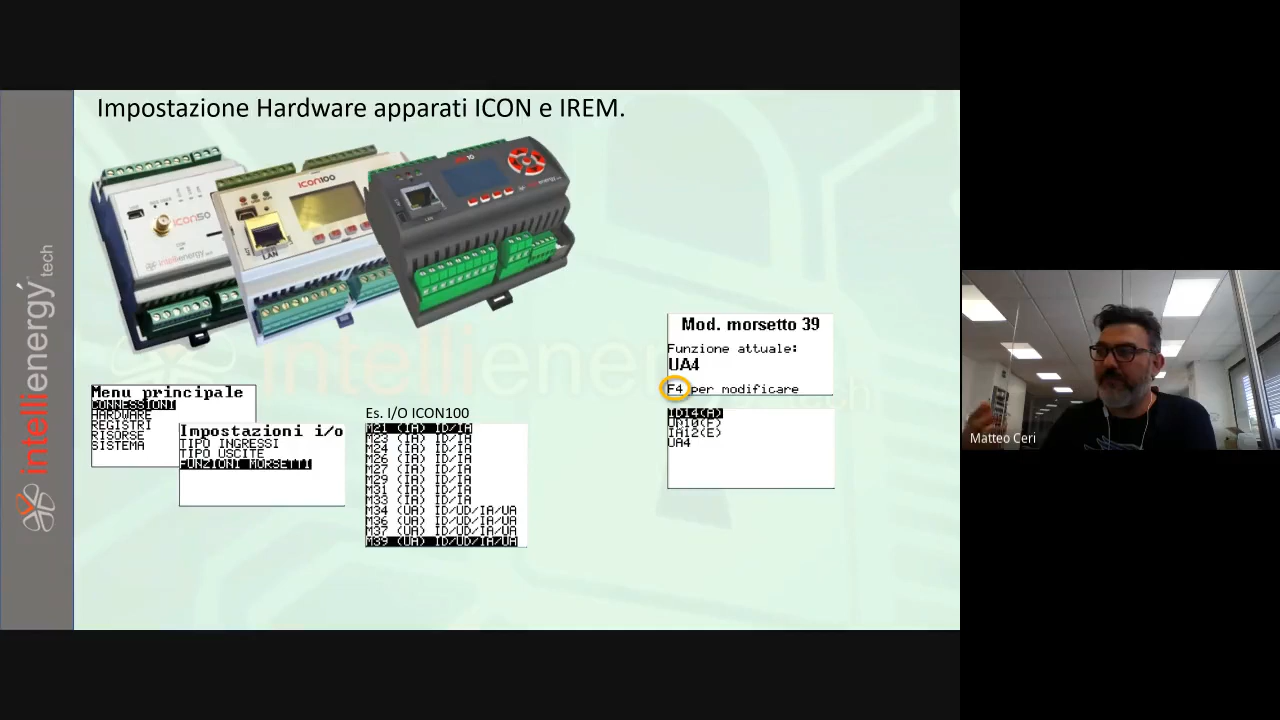 Impostazione Hardware apparati ICON e IREM.
icon50
icon100
LAN
intellienergy tech
Mod. morsetto 39
Funzione attuale:
UA4
F4 per modificare
ID14(A)
UD10(F)
IA12(E)
UA4
Menu principale
CONNESSIONI
HARDWARE
REGISTRI
RISORSE
SISTEMA
Impostazioni i/o
TIPO INGRESSI
TIPO USCITE
FUNZIONI MORSETTI
Es. I/O ICON100
M21 (IA) ID/IA
M23 (IA) ID/IA
M24 (IA) ID/IA
M26 (IA) ID/IA
M27 (IA) ID/IA
M29 (IA) ID/IA
M31 (IA) ID/IA
M33 (IA) ID/IA
M34 (UA) ID/UD/IA/UA
M36 (UA) ID/UD/IA/UA
M37 (UA) ID/UD/IA/UA
M39 (UA) ID/UD/IA/UA
Matteo Ceri